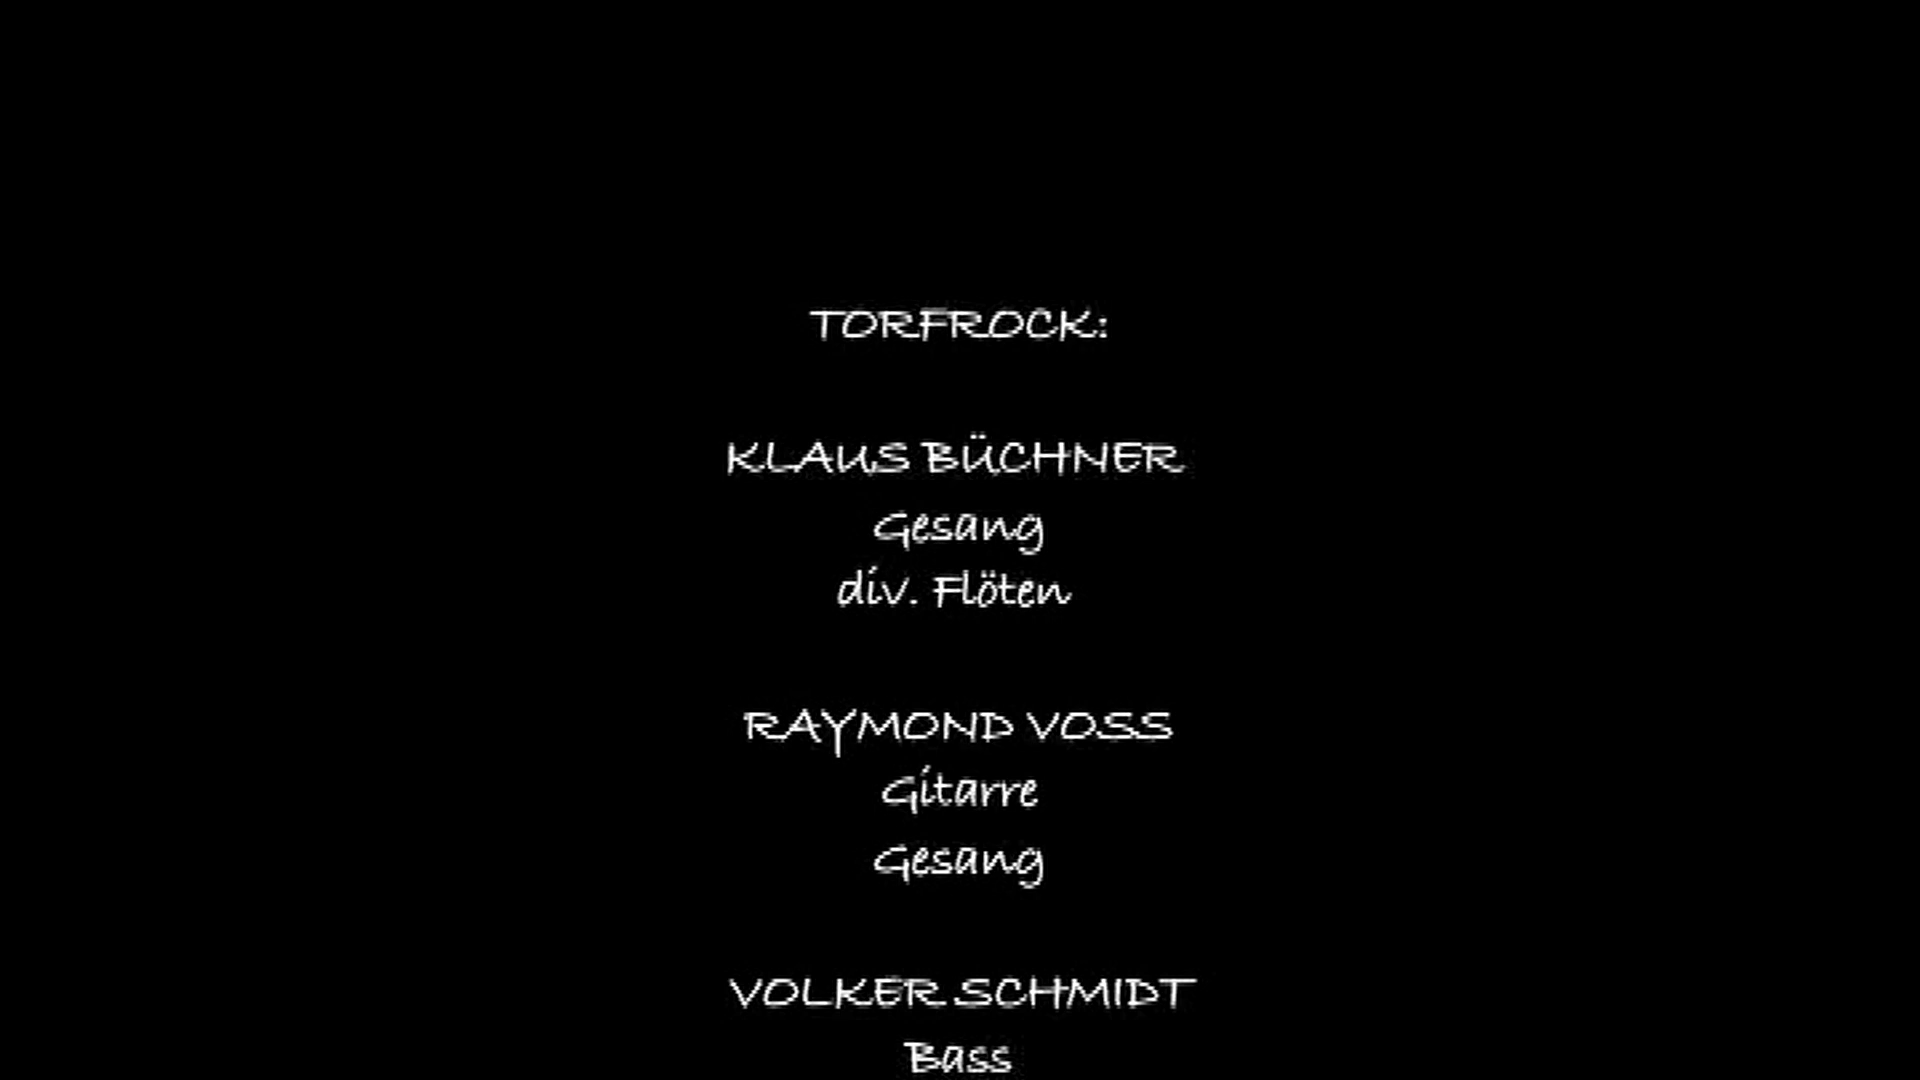 TORFROCK:
KLAUS BÜCHNER
Gesang
div. Flöten
RAYMOND VOSS
Gitarre
Gesang
VOLKER SCHMIDT
Bass